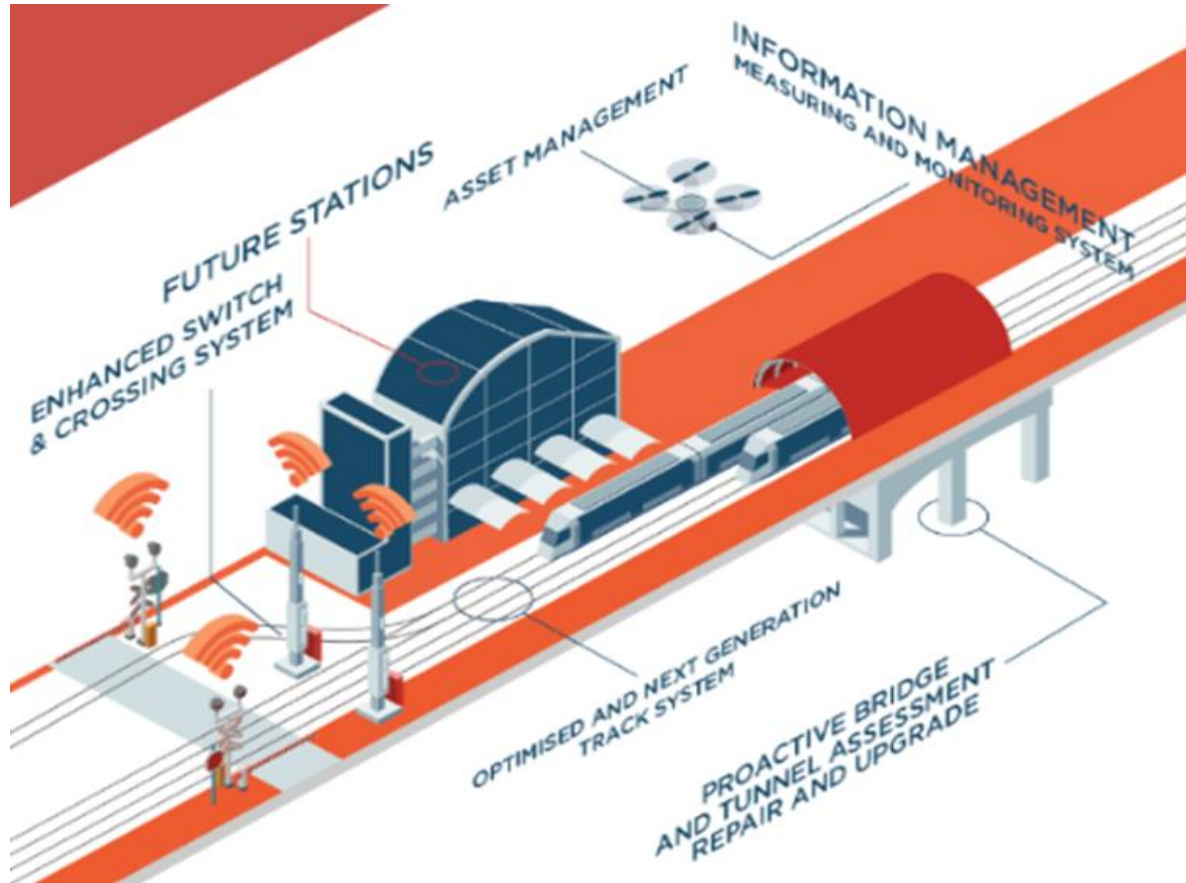 INFORMATION MANAGEMENT
MEASURING AND MONITORING SYSTEM
ASSET MANAGEMENT
FUTURE STATIONS
ENHANCED SWITCH
& CROSSING SYSTEM
OPTIMISED AND NEXT GENERATION
TRACK SYSTEM
PROACTIVE BRIDGE
AND TUNNEL ASSESSMENT
REPAIR AND UPGRADE